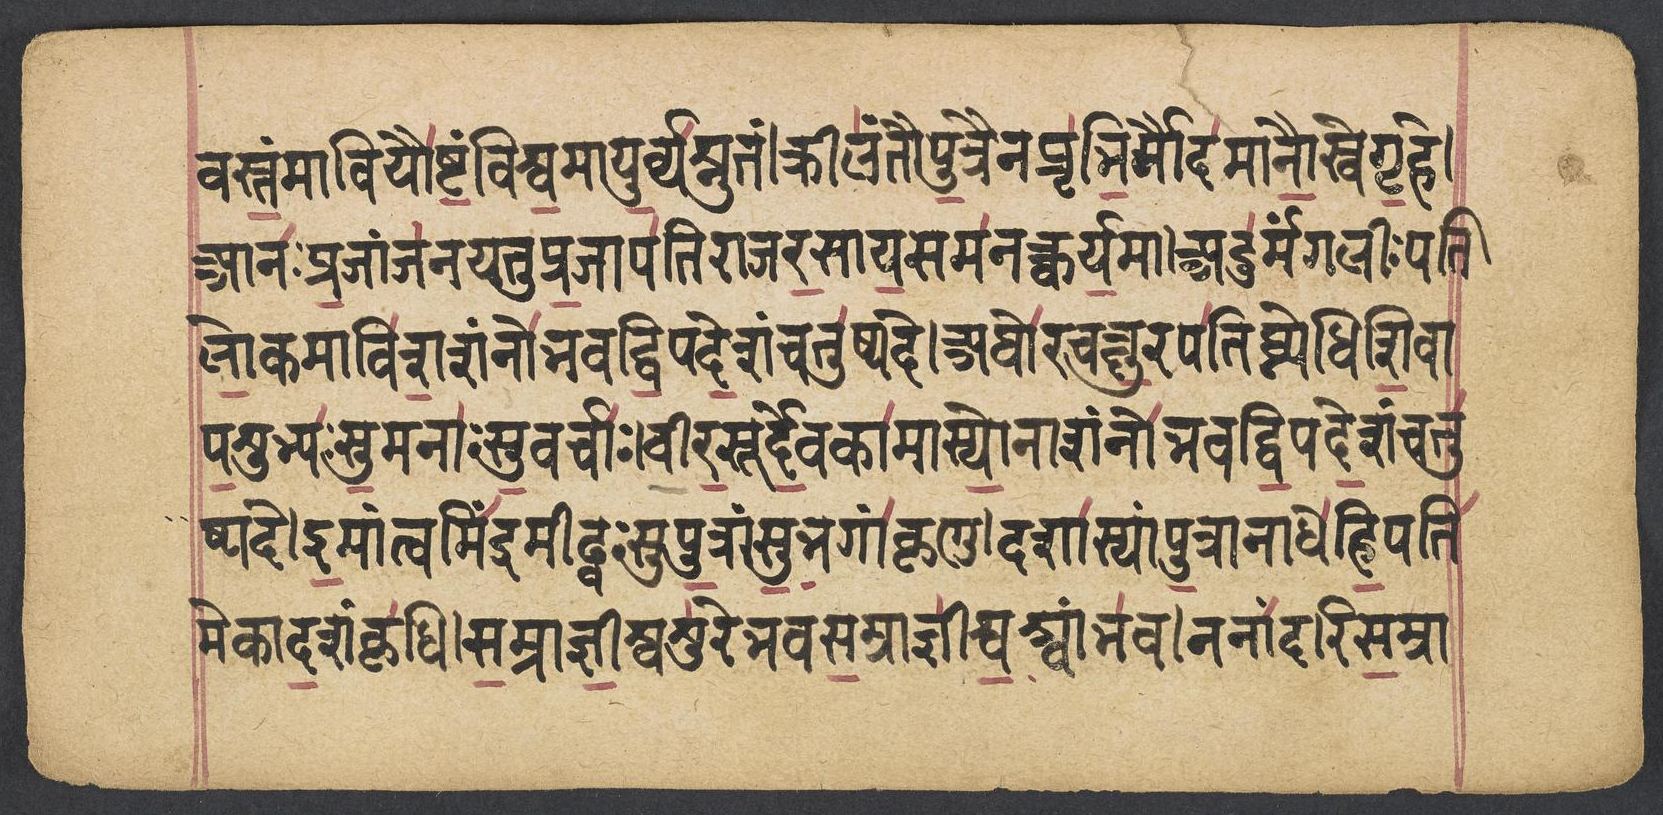 वस्तंमावियौष्टंविश्वमायुर्व्यश्नुतं।क्रीळंतौपुत्रैर्नप्तृभिर्मोदमानौस्वेगृहे।
आनःप्रजांजनयतुप्रजापतिराजरसायसमनक्त्वर्यमा।अदुर्मंगलीःपति
लोकमाविशशंनोभवद्विपदेशंचतुष्पदे।अघोरचक्षुरपतिघ्न्येधिशिवा
पशुभ्यःसुमनाःसुवर्चाः।वीरसूर्देवकामास्योनाशंनोभवद्विपदेशंचतु
ष्पदे।इमांत्वमिंद्रमीढ्वःसुपुत्रांसुभगांकृणु।दशास्यांपुत्रानाधेहिपति
मेकादशंकृधि।सम्राज्ञीश्वशुरेभवसम्राज्ञीश्वश्र्वांभव।ननांदरिसम्रा